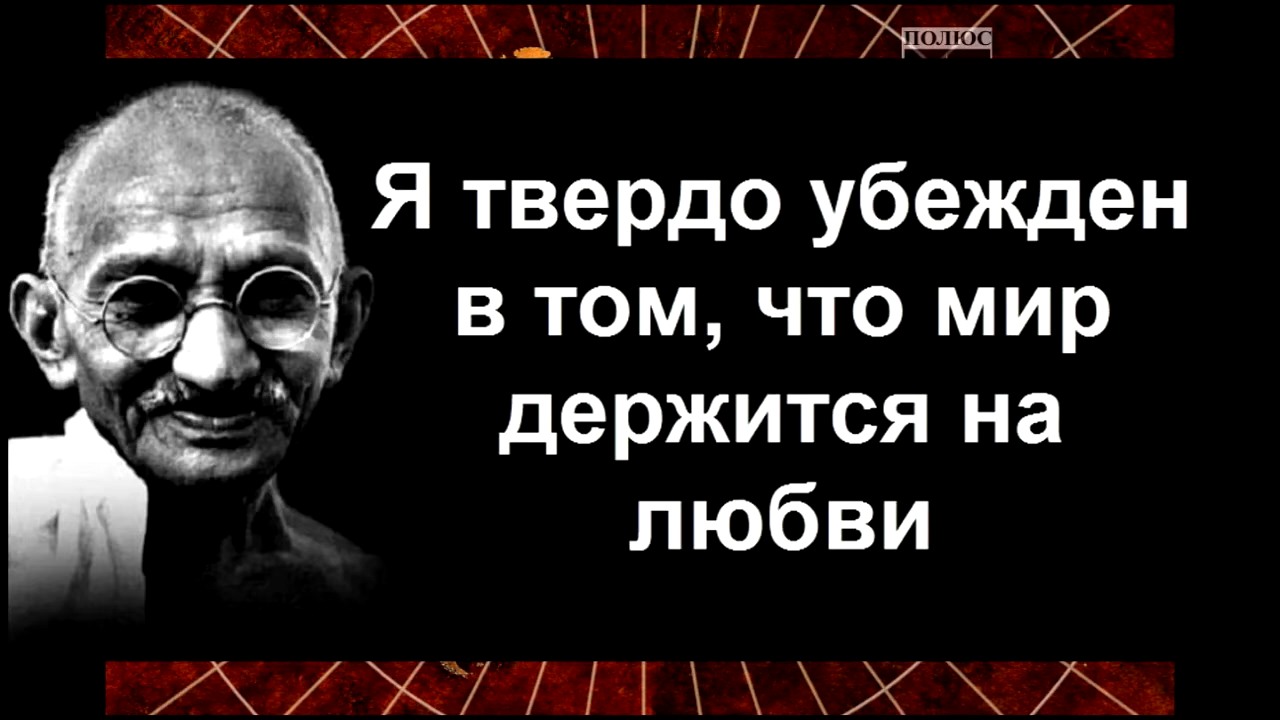 ПОЛЮС
Я твердо убежден
в том, что мир
держится на
любви